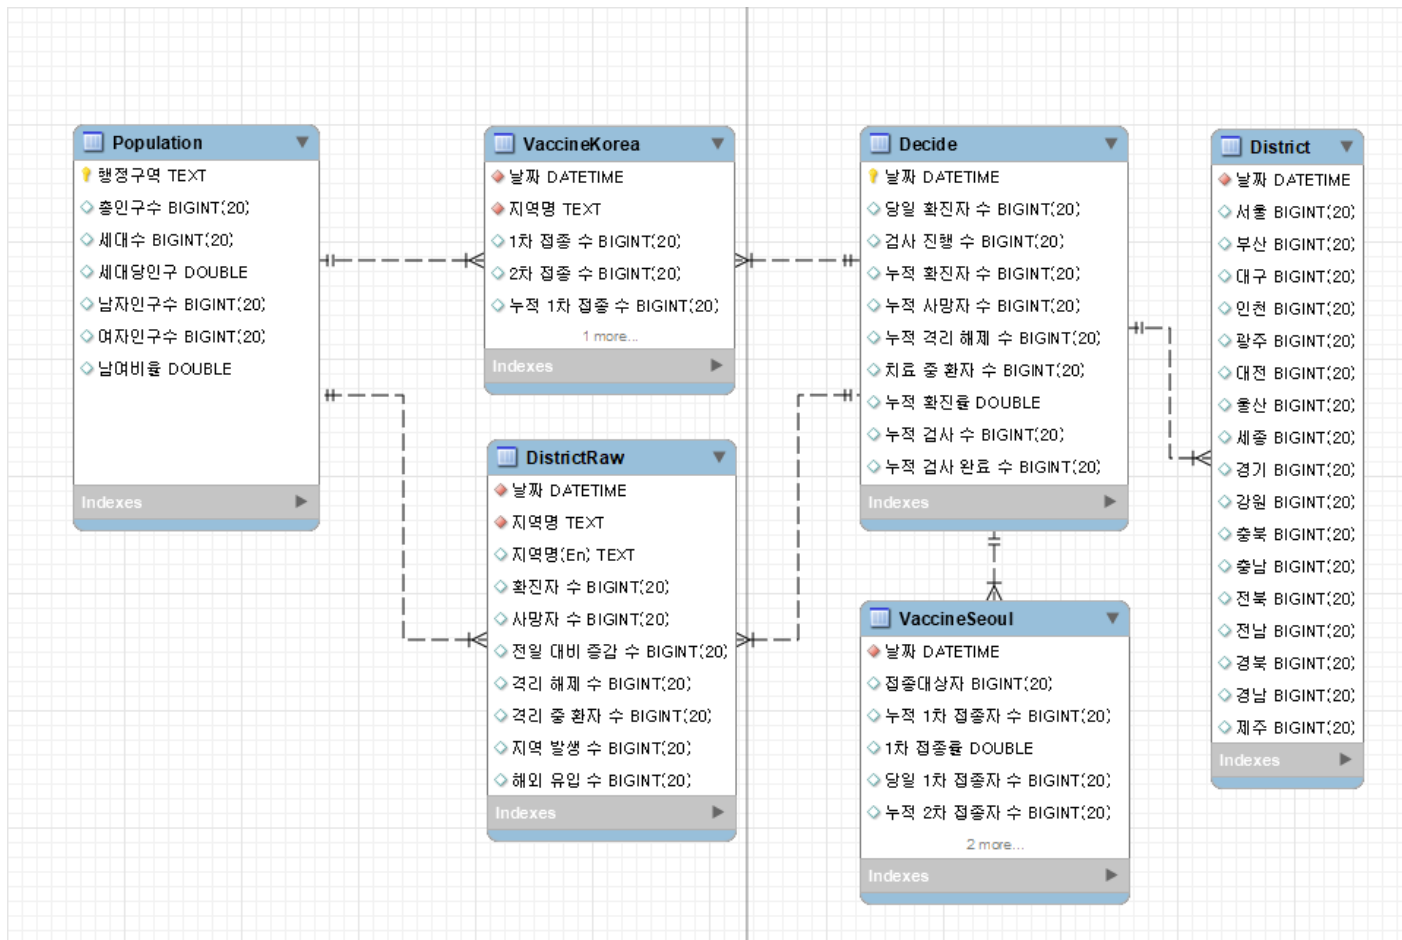 Population
행정구역 TEXT
총인구수 BIGINT(20)
세대수 BIGINT(20)
세대당인구 DOUBLE
남자인구수 BIGINT(20)
여자인구수 BIGINT(20)
남여비율 DOUBLE
Indexes
VaccineKorea
날짜 DATETIME
지역명 TEXT
1차 접종 수 BIGINT(20)
2차 접종 수 BIGINT(20)
누적 1차 접종 수 BIGINT(20)
1 more...
Indexes
DistrictRaw
날짜 DATETIME
지역명 TEXT
지역명(En) TEXT
확진자 수 BIGINT(20)
사망자 수 BIGINT(20)
전일 대비 증감 수 BIGINT(20)
격리 해제 수 BIGINT(20)
격리 중 환자 수 BIGINT(20)
지역 발생 수 BIGINT(20)
해외 유입 수 BIGINT(20)
Indexes
Decide
날짜 DATETIME
당일 확진자 수 BIGINT(20)
검사 진행 수 BIGINT(20)
누적 확진자 수 BIGINT(20)
누적 사망자 수 BIGINT(20)
누적 격리 해제 수 BIGINT(20)
치료 중 환자 수 BIGINT(20)
누적 확진률 DOUBLE
누적 검사 수 BIGINT(20)
누적 검사 완료 수 BIGINT(20)
Indexes
VaccineSeoul
날짜 DATETIME
접종대상자 BIGINT(20)
누적 1차 접종자 수 BIGINT(20)
1차 접종률 DOUBLE
당일 1차 접종자 수 BIGINT(20)
누적 2차 접종자 수 BIGINT(20)
2 more...
Indexes
District
날짜 DATETIME
서울 BIGINT(20)
부산 BIGINT(20)
대구 BIGINT(20)
인천 BIGINT(20)
광주 BIGINT(20)
대전 BIGINT(20)
울산 BIGINT(20)
세종 BIGINT(20)
경기 BIGINT(20)
강원 BIGINT(20)
충북 BIGINT(20)
충남 BIGINT(20)
전북 BIGINT(20)
전남 BIGINT(20)
경북 BIGINT(20)
경남 BIGINT(20)
제주 BIGINT(20)
Indexes